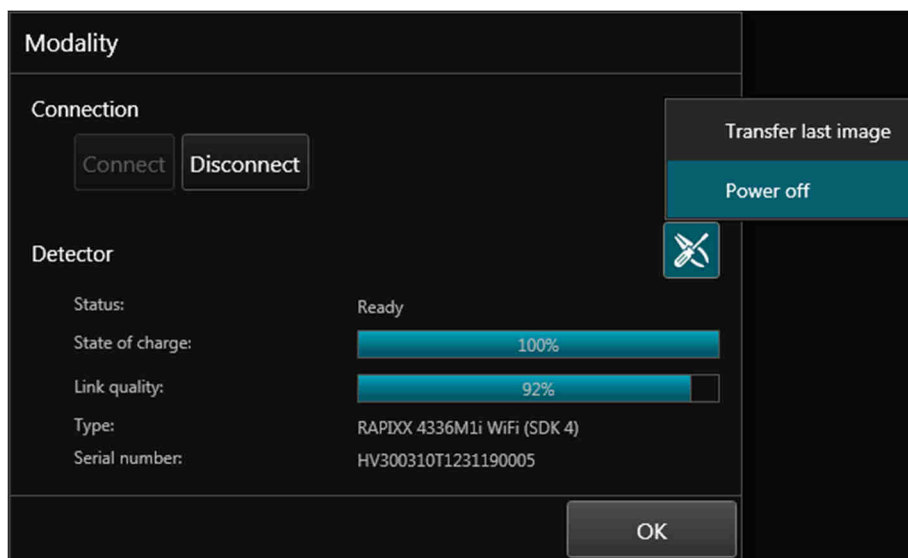 Modality
Connection
Connect
Disconnect
Transfer last image
Power off
Detector
Status: Ready
State of charge: 100%
Link quality: 92%
Type: RAPIXX 4336M1i WiFi (SDK 4)
Serial number: HV300310T1231190005
OK